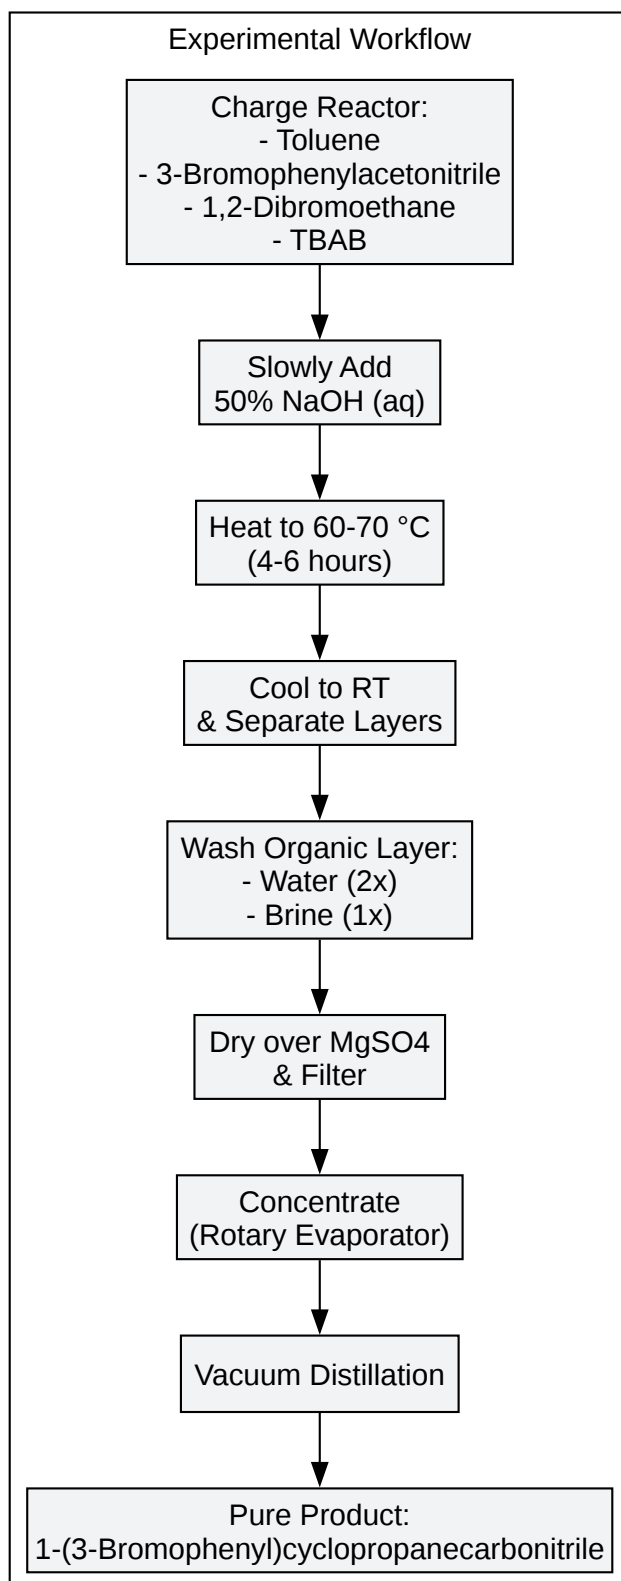 Experimental Workflow
Charge Reactor:
- Toluene
- 3-Bromophenylacetonitrile
- 1,2-Dibromoethane
- TBAB
Slowly Add
50% NaOH (aq)
Heat to 60-70 °C
(4-6 hours)
Cool to RT
& Separate Layers
Wash Organic Layer:
- Water (2x)
- Brine (1x)
Dry over MgSO4
& Filter
Concentrate
(Rotary Evaporator)
Vacuum Distillation
Pure Product:
1-(3-Bromophenyl)cyclopropanecarbonitrile